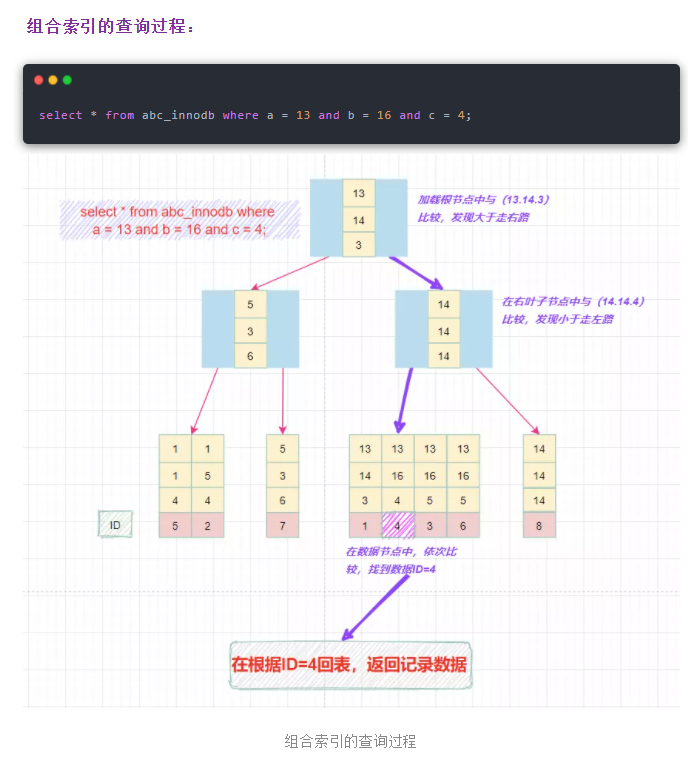 组合索引的查询过程：
select * from abc_innodb where a = 13 and b = 16 and c = 4;
select * from abc_innodb where
a = 13 and b = 16 and c = 4;
13
14
3
加载根节点中与（13.14.3）
比较，发现大于走右路
5
3
6
14
14
14
在右叶子节点中与（14.14.4）
比较，发现小于走左路
1 1
1 5
4 4
5 2
5
3
6
7
13 13 13 13
14 16 16 16
3 4 5 5
1 4 3 6
14
14
14
8
ID
在数据节点中，依次比
较，找到数据ID=4
在根据ID=4回表，返回记录数据
组合索引的查询过程